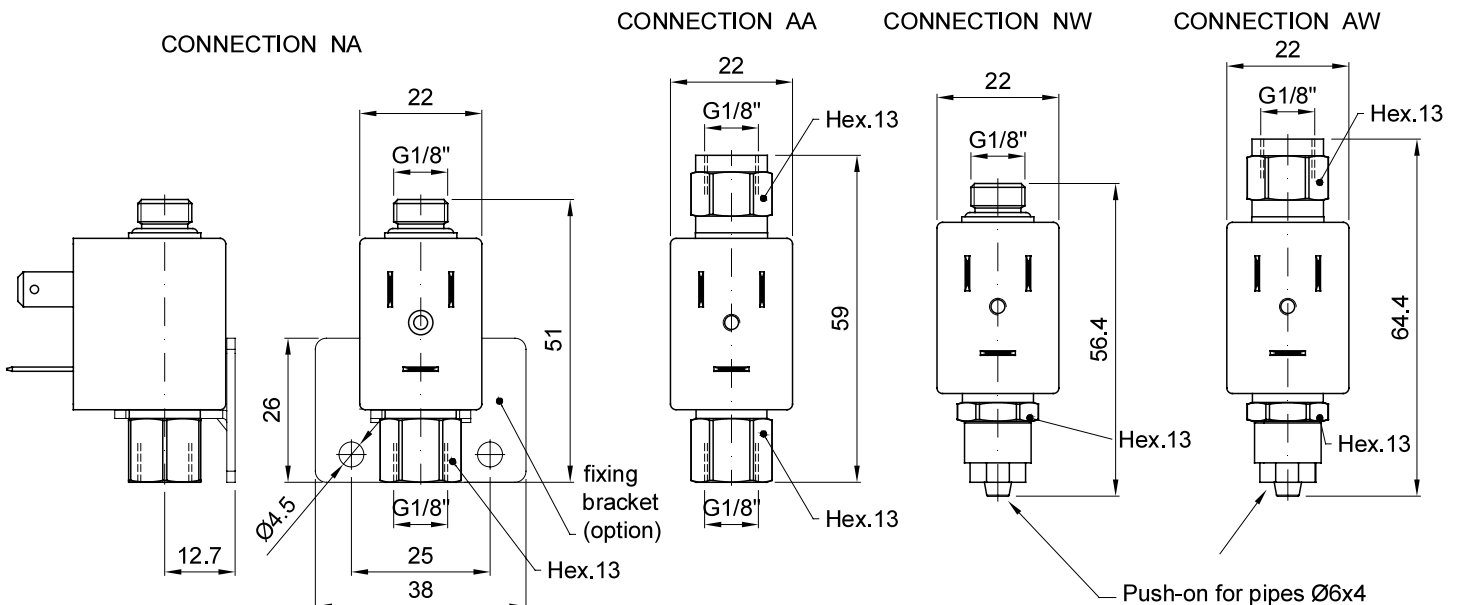 CONNECTION NA
22
G1/8"
51
26
Ø4.5
12.7
G1/8"
25
38
Hex.13
fixing
bracket
(option)
CONNECTION AA
22
G1/8"
Hex.13
59
G1/8"
Hex.13
CONNECTION NW
22
G1/8"
56.4
Hex.13
CONNECTION AW
22
G1/8"
Hex.13
64.4
Hex.13
Push-on for pipes Ø6x4